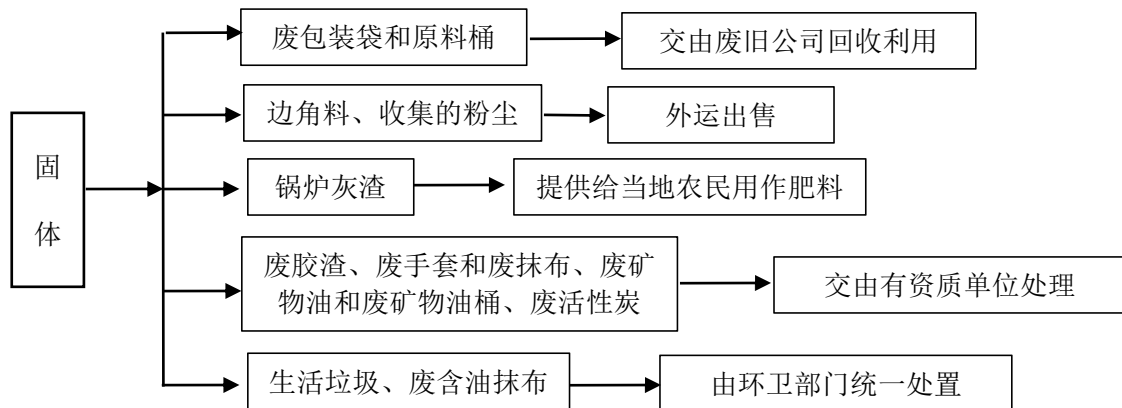 废包装袋和原料桶
交由废旧公司回收利用
边角料、收集的粉尘
外运出售
固
体
锅炉灰渣
提供给当地农民用作肥料
废胶渣、废手套和废抹布、废矿
物油和废矿物油桶、废活性炭
交由有资质单位处理
生活垃圾、废含油抹布
由环卫部门统一处置